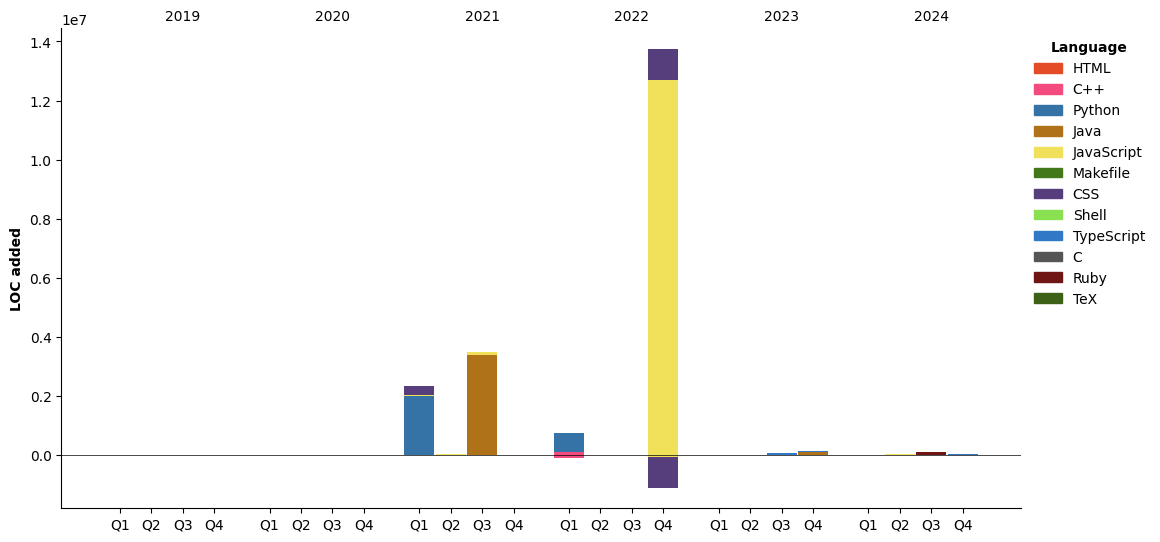 1e7
2019 2020 2021 2022 2023 2024
1.4
1.2
1.0
0.8
0.6
0.4
0.2
0.0
LOC added
Q1 Q2 Q3 Q4 Q1 Q2 Q3 Q4 Q1 Q2 Q3 Q4 Q1 Q2 Q3 Q4 Q1 Q2 Q3 Q4 Q1 Q2 Q3 Q4
Language
HTML
C++
Python
Java
JavaScript
Makefile
CSS
Shell
TypeScript
C
Ruby
TeX